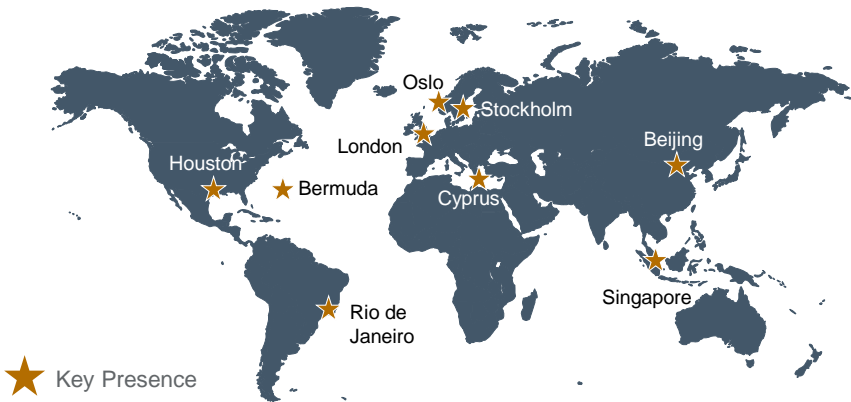 Oslo
Stockholm
London
Beijing
Houston
Bermuda
Cyprus
Singapore
Rio de
Janeiro
Key Presence